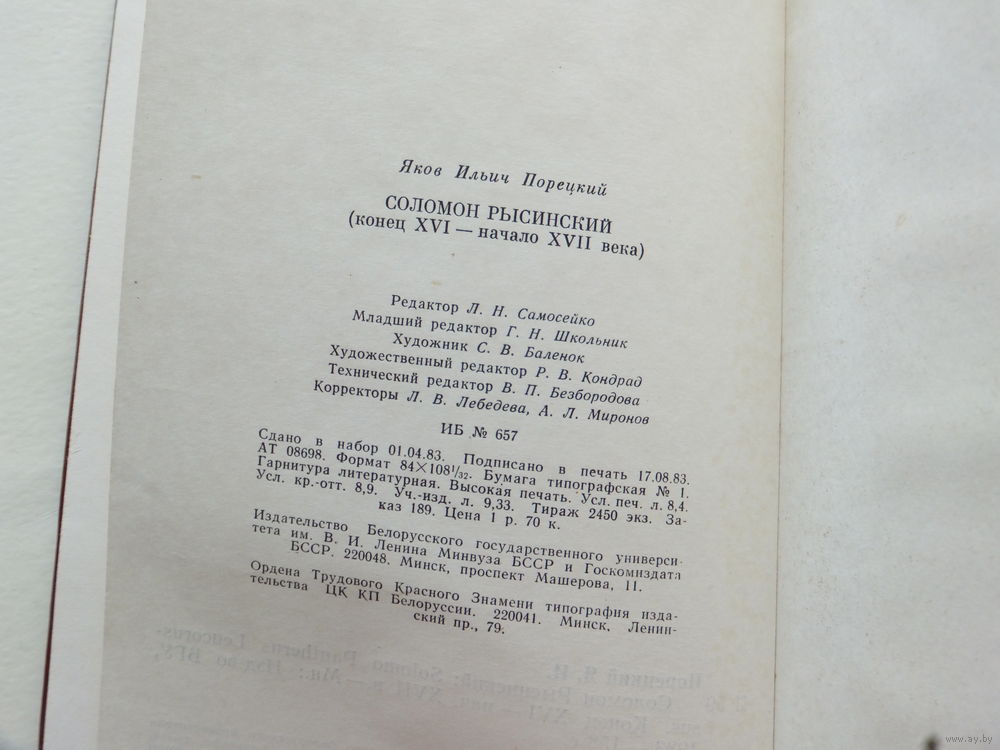 Яков Ильич Порецкий
СОЛОМОН РЫСИНСКИЙ
(конец XVI — начало XVII века)
Редактор Л. Н. Самосейко
Младший редактор Г. Н. Школьник
Художник С. В. Баленок
Художественный редактор Р. В. Кондрад
Технический редактор В. П. Безбородова
Корректоры Л. В. Лебедева, А. Л. Миронов
ИБ № 657
Сдано в набор 01.04.83. Подписано в печать 17.08.83.
АТ 08698. Формат 84×108¹/₃₂. Бумага типографская № 1.
Гарнитура литературная. Высокая печать. Усл. печ. л. 8,4.
Усл. кр.-отт. 8,9. Уч.-изд. л. 9,33. Тираж 2450 экз. За-
каз 189. Цена 1 р. 70 к.
Издательство Белорусского государственного универси-
тета им. В. И. Ленина Минвуза БССР и Госкомиздата
БССР. 220048. Минск, проспект Машерова, 11.
Ордена Трудового Красного Знамени типография изда-
тельства ЦК КП Белоруссии. 220041. Минск, Ленин-
ский пр., 79.
www.ay.by